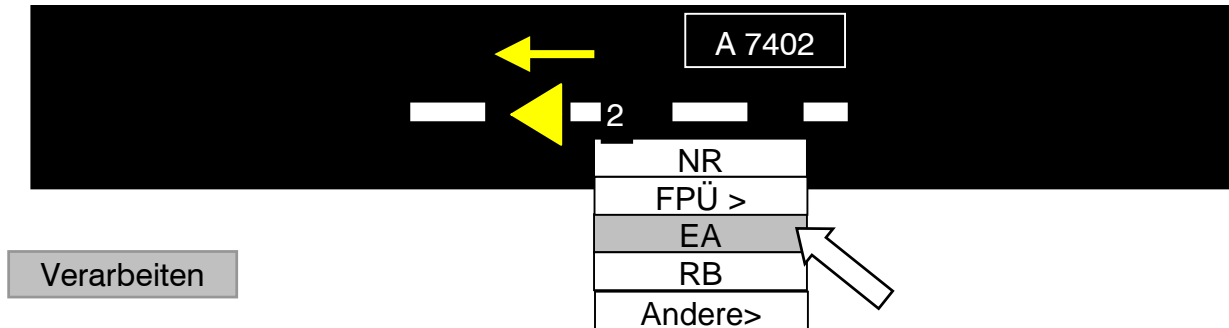 A 7402
2
NR
FPÜ >
EA
RB
Verarbeiten
Andere>